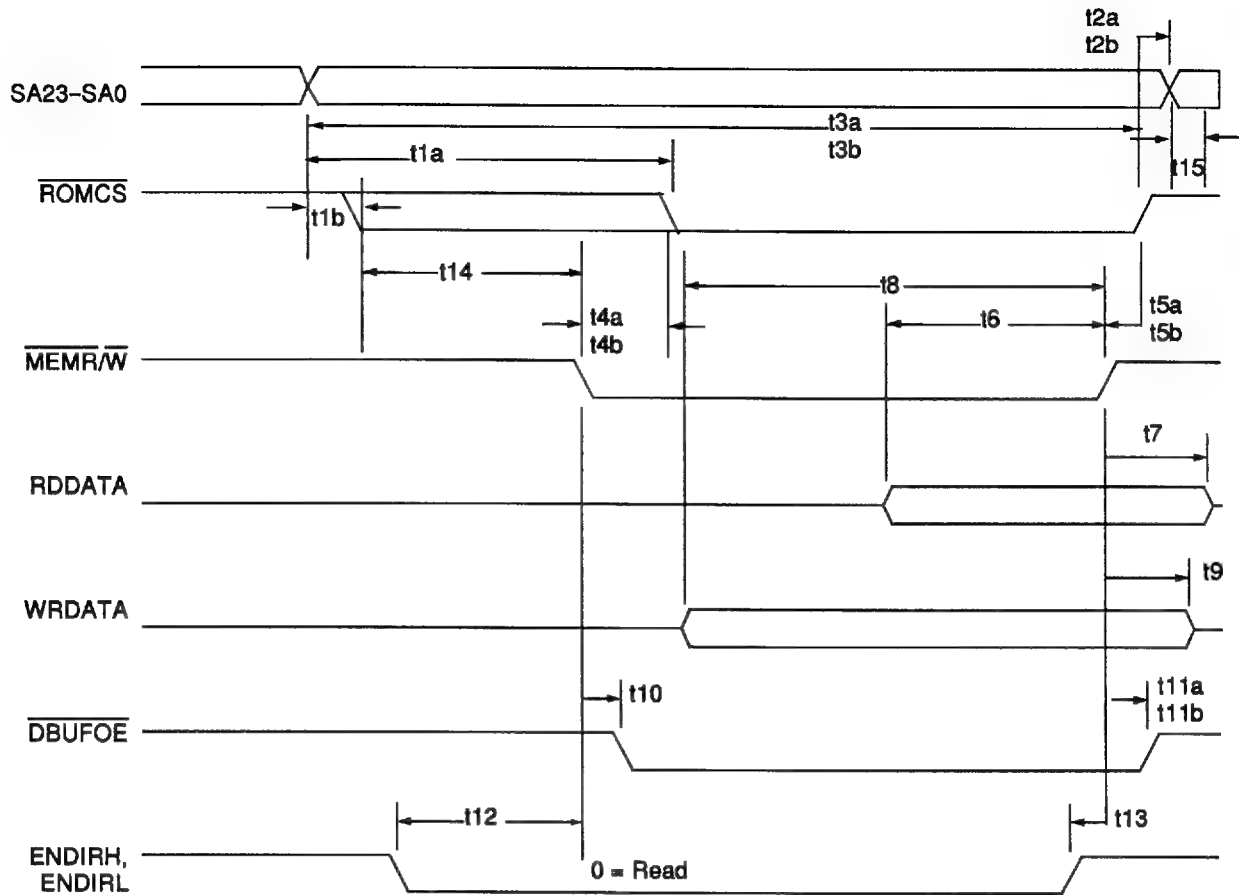 t2a
t2b
SA23–SA0
t3a
t3b
t1a
t15
ROMCS
t1b
t14
t8
t4a
t4b
t6
t5a
t5b
MEMR/W
t7
RDDATA
t9
WRDATA
t10
t11a
t11b
DBUFOE
t12
t13
ENDIRH,
ENDIRL
0 = Read